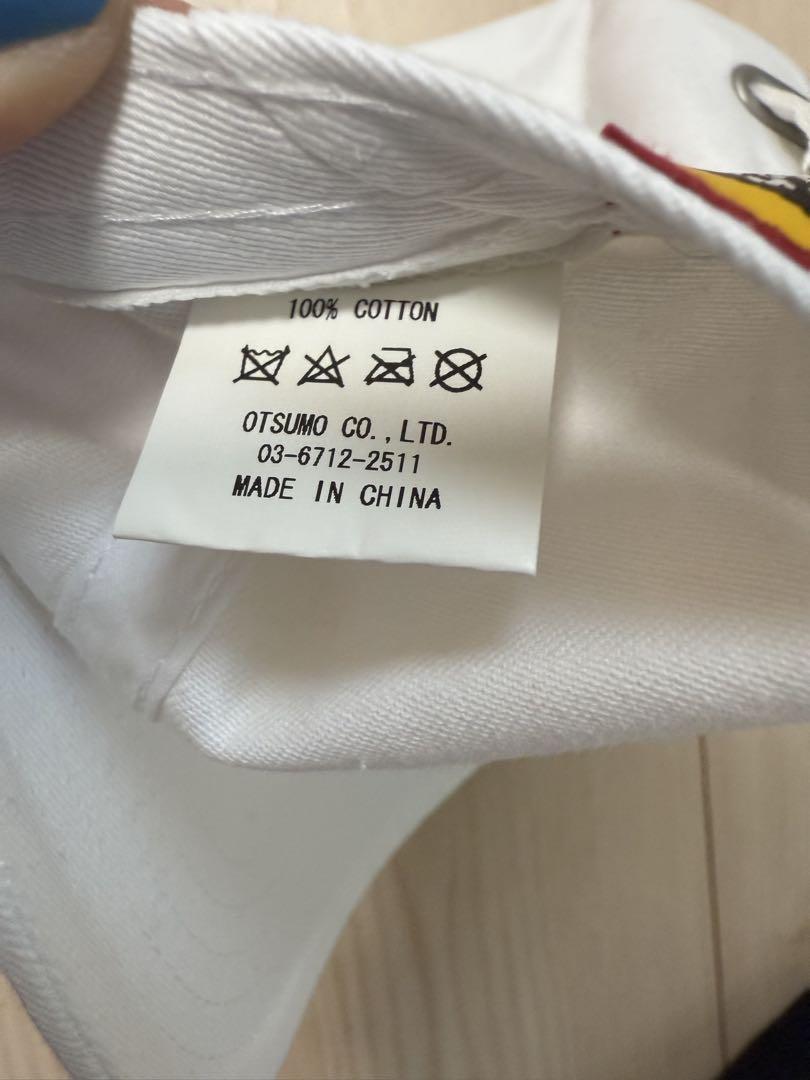 100% COTTON
OTSUMO CO.,LTD.
03-6712-2511
MADE IN CHINA